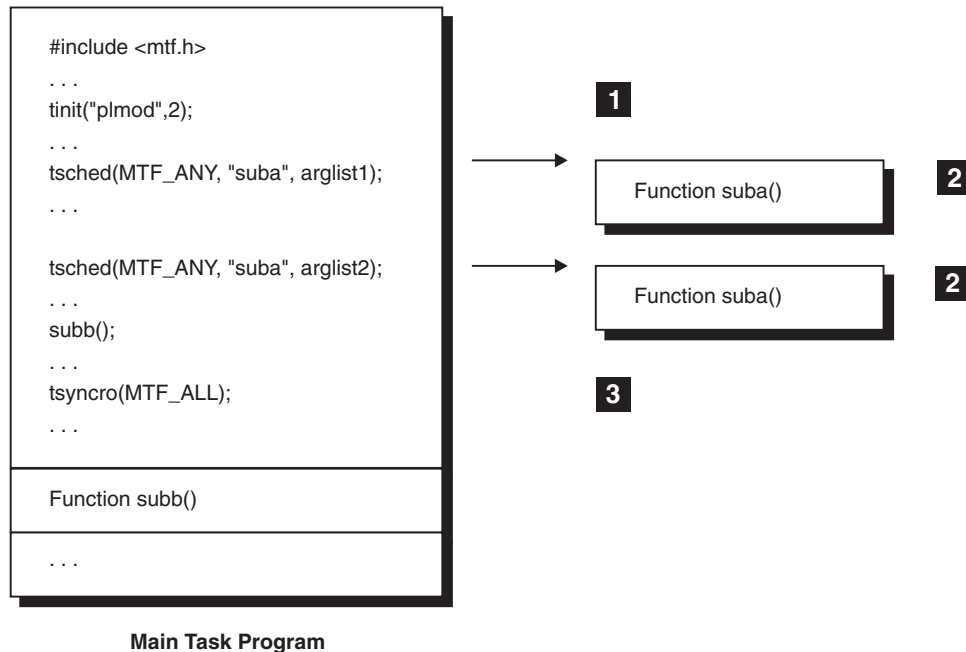 #include <mtf.h>
. . .
tinit("plmod",2);
. . .
tsched(MTF_ANY, "suba", arglist1);
. . .
tsched(MTF_ANY, "suba", arglist2);
. . .
subb();
. . .
tsyncro(MTF_ALL);
. . .
Function subb()
. . .
Main Task Program
1
Function suba()
2
Function suba()
2
3